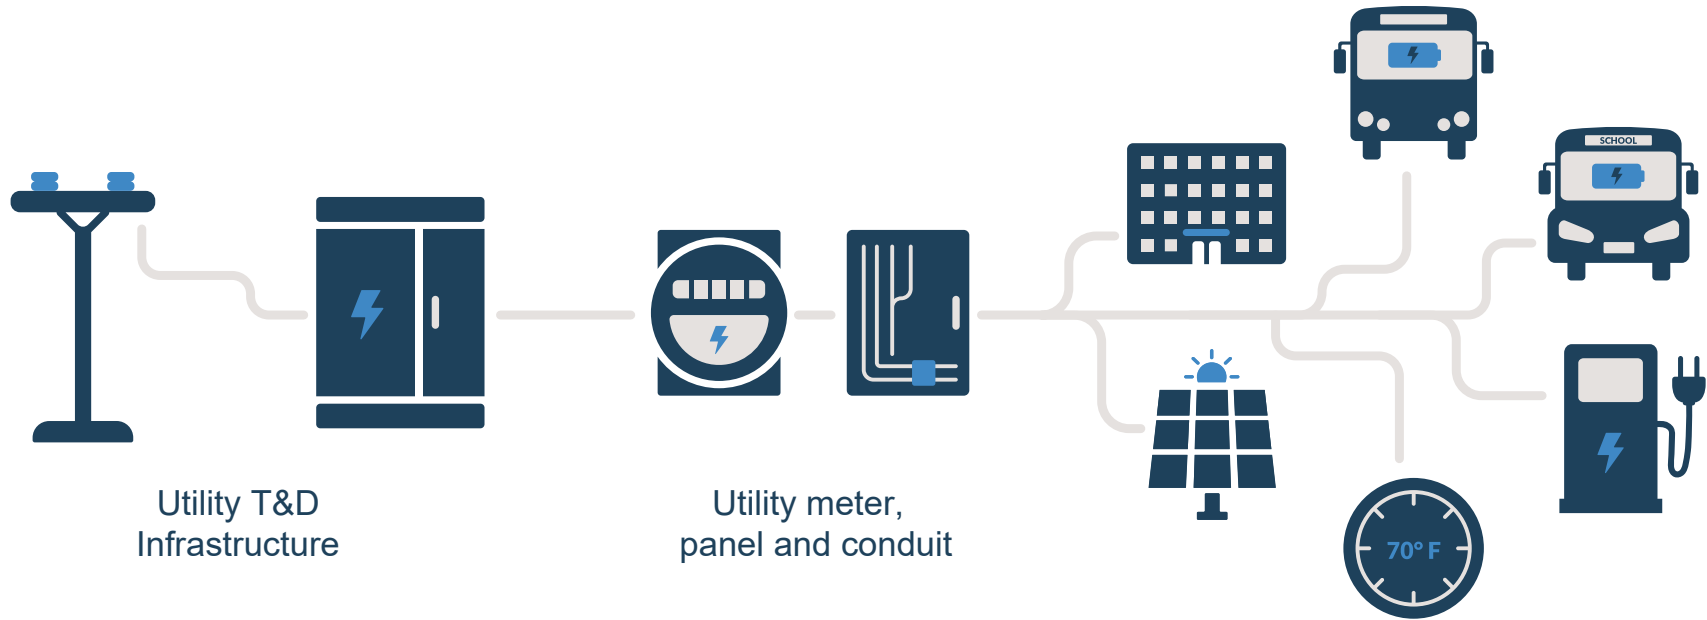 SCHOOL
Utility T&D
Infrastructure
Utility meter,
panel and conduit
70° F